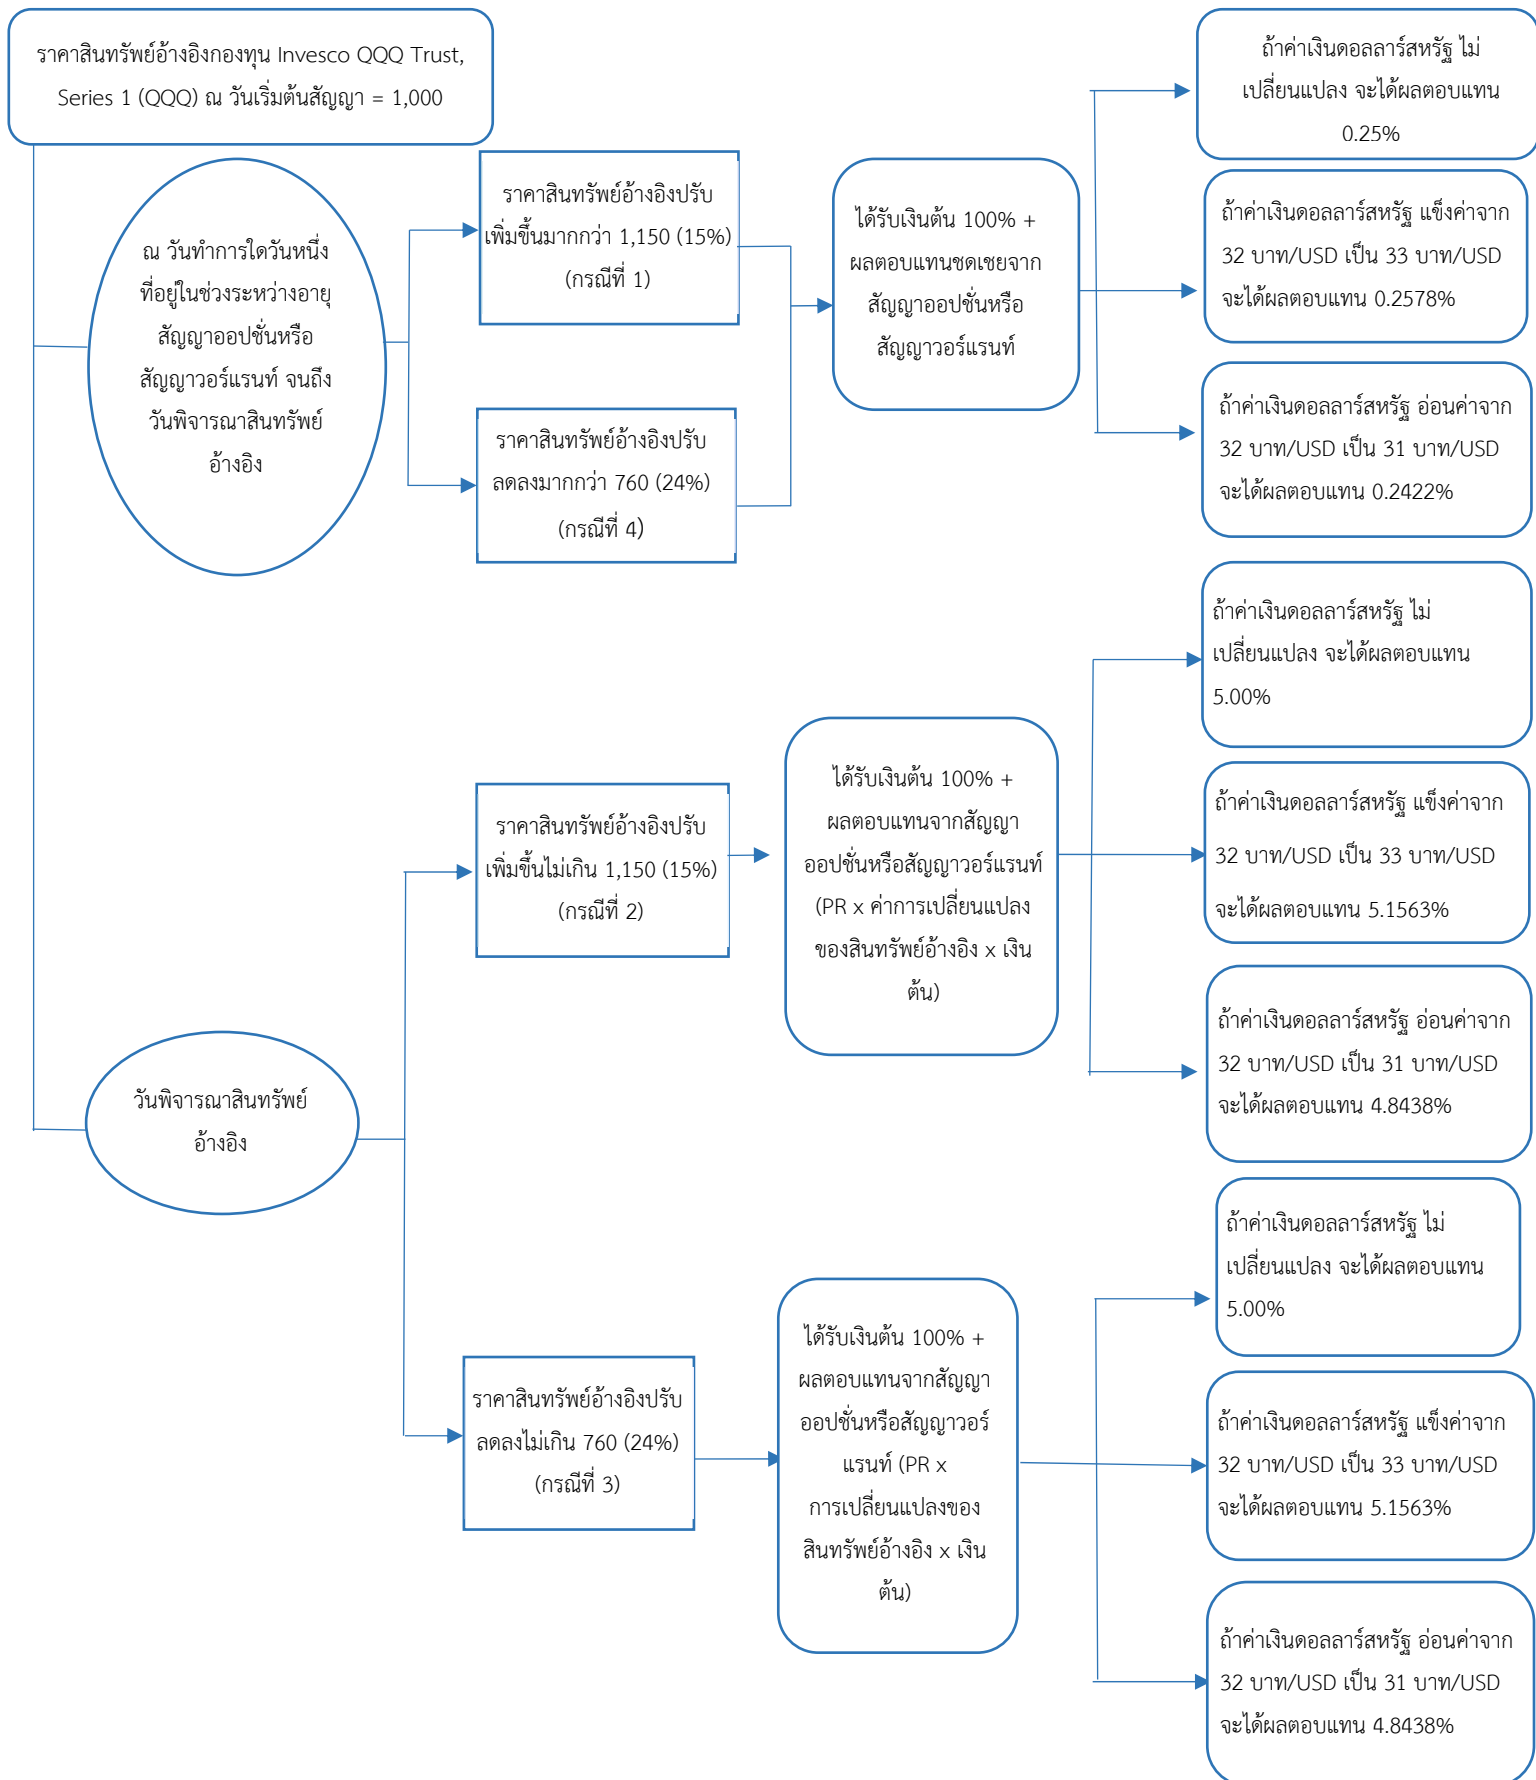 ราคาสินทรัพย์อ้างอิงกองทุน Invesco QQQ Trust,
Series 1 (QQQ) ณ วันเริ่มต้นสัญญา = 1,000
ณ วันทำการใดวันหนึ่ง
ที่อยู่ในช่วงระหว่างอายุ
สัญญาออปชั่นหรือ
สัญญาวอร์แรนท์ จนถึง
วันพิจารณาสินทรัพย์
อ้างอิง
ราคาสินทรัพย์อ้างอิงปรับ
เพิ่มขึ้นมากกว่า 1,150 (15%)
(กรณีที่ 1)
ราคาสินทรัพย์อ้างอิงปรับ
ลดลงมากกว่า 760 (24%)
(กรณีที่ 4)
ได้รับเงินต้น 100% +
ผลตอบแทนชดเชยจาก
สัญญาออปชั่นหรือ
สัญญาวอร์แรนท์
ถ้าค่าเงินดอลลาร์สหรัฐ ไม่
เปลี่ยนแปลง จะได้ผลตอบแทน
0.25%
ถ้าค่าเงินดอลลาร์สหรัฐ แข็งค่าจาก
32 บาท/USD เป็น 33 บาท/USD
จะได้ผลตอบแทน 0.2578%
ถ้าค่าเงินดอลลาร์สหรัฐ อ่อนค่าจาก
32 บาท/USD เป็น 31 บาท/USD
จะได้ผลตอบแทน 0.2422%
วันพิจารณาสินทรัพย์
อ้างอิง
ราคาสินทรัพย์อ้างอิงปรับ
เพิ่มขึ้นไม่เกิน 1,150 (15%)
(กรณีที่ 2)
ได้รับเงินต้น 100% +
ผลตอบแทนจากสัญญา
ออปชั่นหรือสัญญาวอร์แรนท์
(PR x ค่าการเปลี่ยนแปลง
ของสินทรัพย์อ้างอิง x เงิน
ต้น)
ถ้าค่าเงินดอลลาร์สหรัฐ ไม่
เปลี่ยนแปลง จะได้ผลตอบแทน
5.00%
ถ้าค่าเงินดอลลาร์สหรัฐ แข็งค่าจาก
32 บาท/USD เป็น 33 บาท/USD
จะได้ผลตอบแทน 5.1563%
ถ้าค่าเงินดอลลาร์สหรัฐ อ่อนค่าจาก
32 บาท/USD เป็น 31 บาท/USD
จะได้ผลตอบแทน 4.8438%
ราคาสินทรัพย์อ้างอิงปรับ
ลดลงไม่เกิน 760 (24%)
(กรณีที่ 3)
ได้รับเงินต้น 100% +
ผลตอบแทนจากสัญญา
ออปชั่นหรือสัญญาวอร์
แรนท์ (PR x
การเปลี่ยนแปลงของ
สินทรัพย์อ้างอิง x เงิน
ต้น)
ถ้าค่าเงินดอลลาร์สหรัฐ ไม่
เปลี่ยนแปลง จะได้ผลตอบแทน
5.00%
ถ้าค่าเงินดอลลาร์สหรัฐ แข็งค่าจาก
32 บาท/USD เป็น 33 บาท/USD
จะได้ผลตอบแทน 5.1563%
ถ้าค่าเงินดอลลาร์สหรัฐ อ่อนค่าจาก
32 บาท/USD เป็น 31 บาท/USD
จะได้ผลตอบแทน 4.8438%